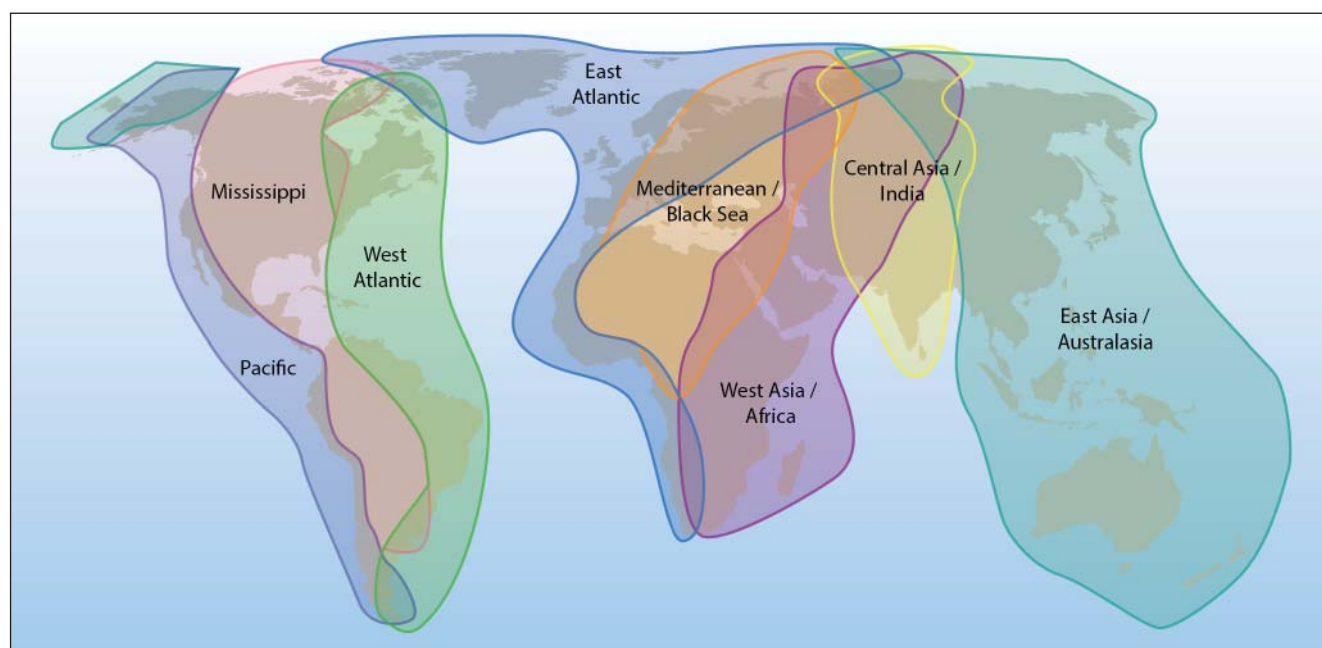 East
Atlantic
Mississippi
Mediterranean /
Black Sea
Central Asia /
India
West
Atlantic
Pacific
West Asia /
Africa
East Asia /
Australasia